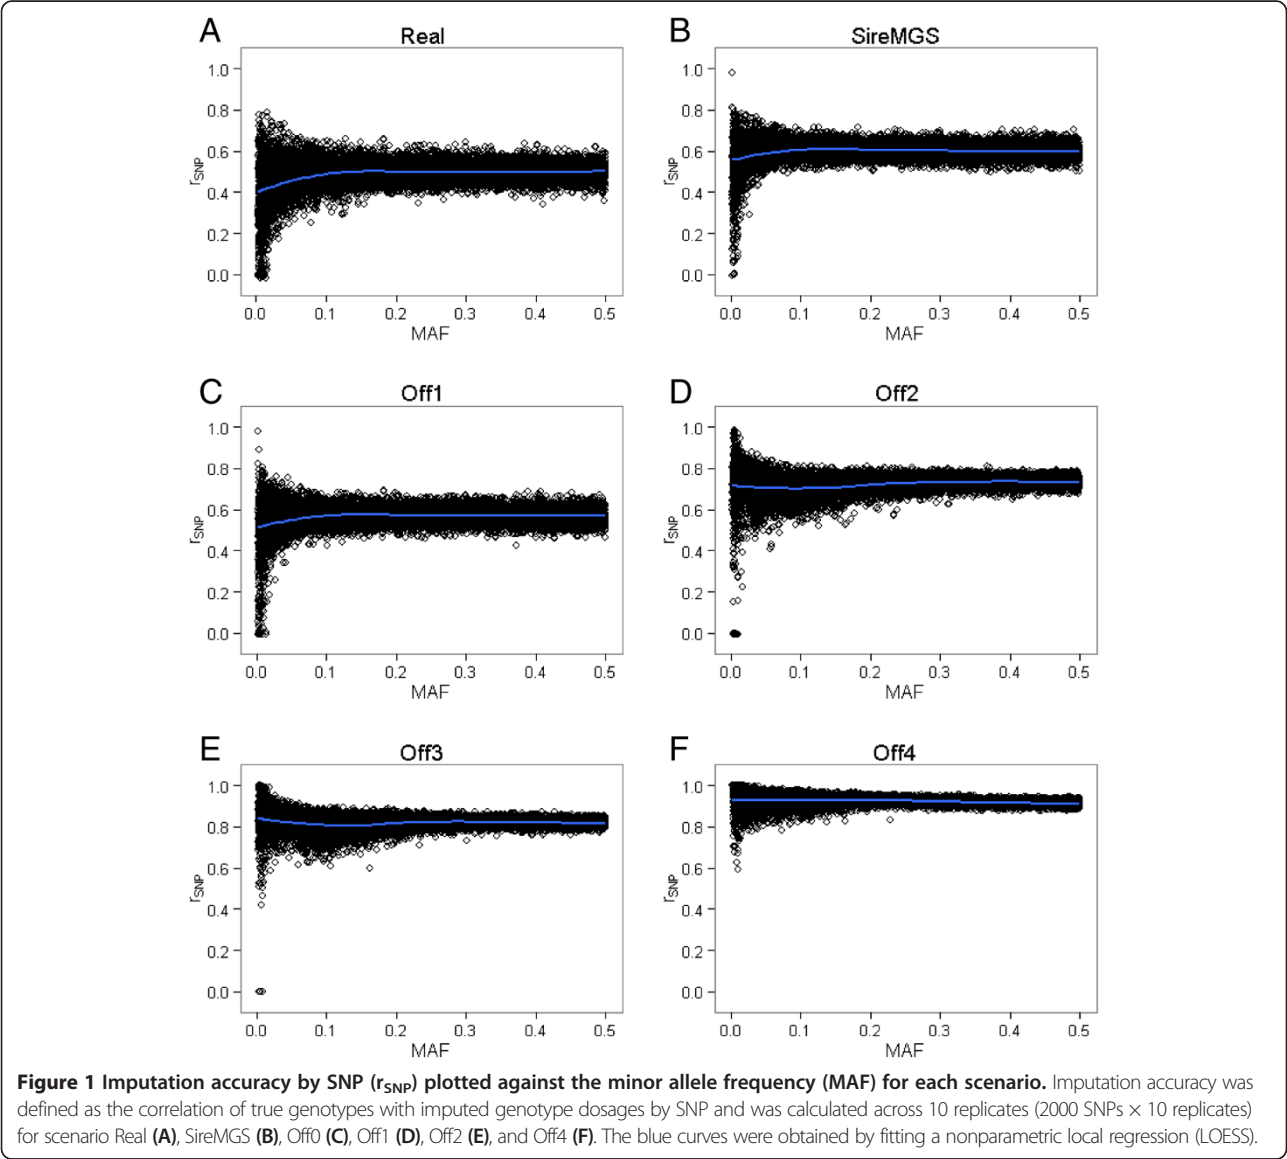 A
Real
1.0
0.8
0.6
0.4
0.2
0.0
rSNP
0.0 0.1 0.2 0.3 0.4 0.5
MAF
B
SireMGS
1.0
0.8
0.6
0.4
0.2
0.0
rSNP
0.0 0.1 0.2 0.3 0.4 0.5
MAF
C
Off1
1.0
0.8
0.6
0.4
0.2
0.0
rSNP
0.0 0.1 0.2 0.3 0.4 0.5
MAF
D
Off2
1.0
0.8
0.6
0.4
0.2
0.0
rSNP
0.0 0.1 0.2 0.3 0.4 0.5
MAF
E
Off3
1.0
0.8
0.6
0.4
0.2
0.0
rSNP
0.0 0.1 0.2 0.3 0.4 0.5
MAF
F
Off4
1.0
0.8
0.6
0.4
0.2
0.0
rSNP
0.0 0.1 0.2 0.3 0.4 0.5
MAF
Figure 1 Imputation accuracy by SNP (rSNP) plotted against the minor allele frequency (MAF) for each scenario. Imputation accuracy was
defined as the correlation of true genotypes with imputed genotype dosages by SNP and was calculated across 10 replicates (2000 SNPs × 10 replicates)
for scenario Real (A), SireMGS (B), Off0 (C), Off1 (D), Off2 (E), and Off4 (F). The blue curves were obtained by fitting a nonparametric local regression (LOESS).